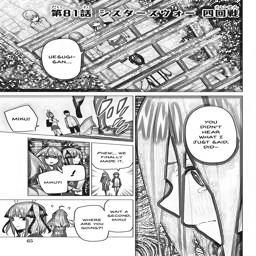 第81話 シスターズウォー 四回戦
UESUGI-
SAN...
YOU
DIDN'T
HEAR
WHAT I
JUST SAID,
DID-
MIKU!
PHEW... WE
FINALLY
MADE IT.
MIKU?!
WAIT A
SECOND,
MIKU!
WHERE
ARE YOU
GOING?!
65